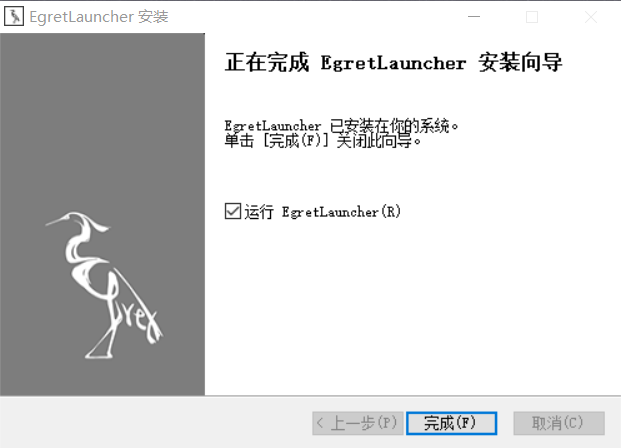 EgretLauncher 安装
正在完成 EgretLauncher 安装向导
EgretLauncher 已安装在你的系统。
单击 [完成(F)] 关闭此向导。
运行 EgretLauncher(R)
Egret
< 上一步(P)
完成(F)
取消(C)